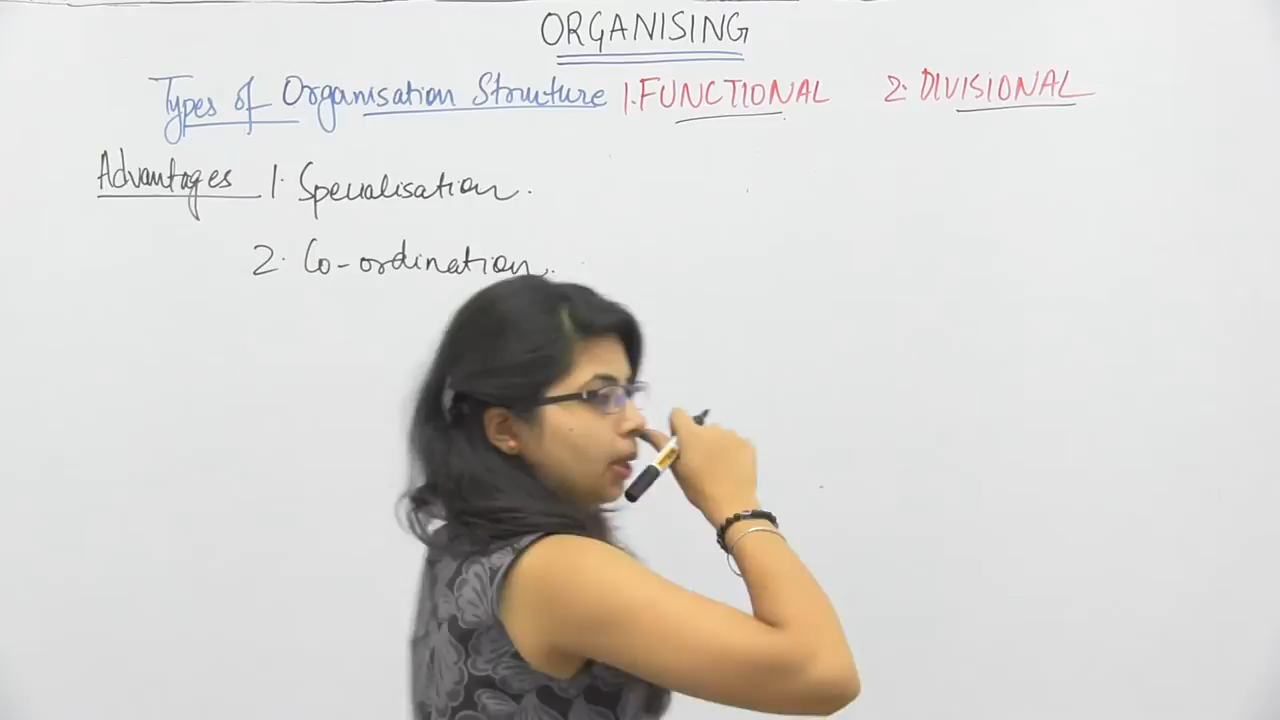 ORGANISING
Types of Organisation Structure 1. FUNCTIONAL 2. DIVISIONAL
Advantages 1. Specialisation.
2. Co-ordination.